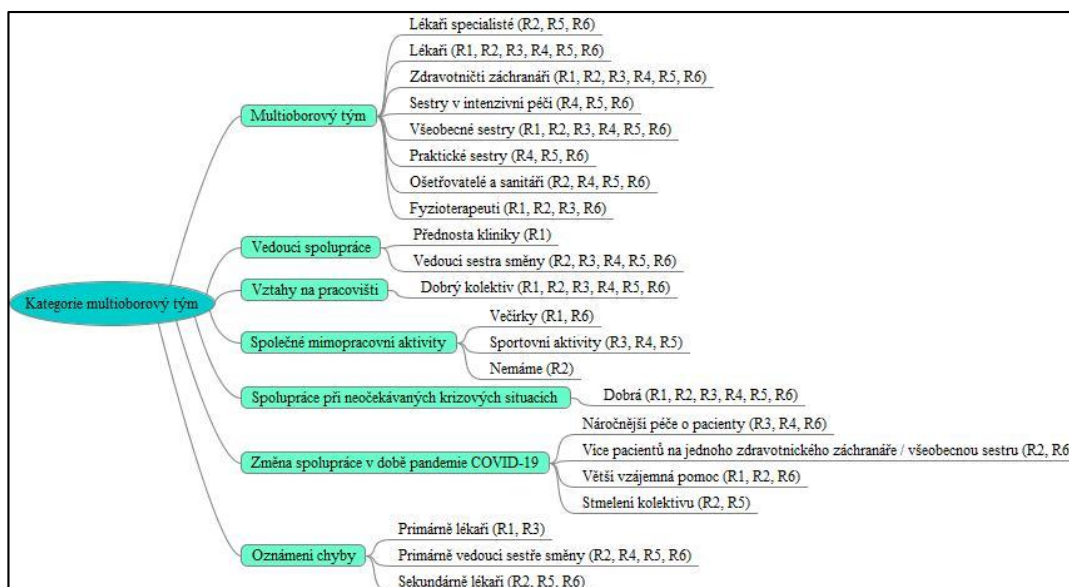 Kategorie multioborový tým
Multioborový tým
Lékaři specialisté (R2, R5, R6)
Lékaři (R1, R2, R3, R4, R5, R6)
Zdravotničtí záchranáři (R1, R2, R3, R4, R5, R6)
Sestry v intenzivní péči (R4, R5, R6)
Všeobecné sestry (R1, R2, R3, R4, R5, R6)
Praktické sestry (R4, R5, R6)
Ošetřovatelé a sanitáři (R2, R4, R5, R6)
Fyzioterapeuti (R1, R2, R3, R6)
Vedoucí spolupráce
Přednosta kliniky (R1)
Vedoucí sestra směny (R2, R3, R4, R5, R6)
Vztahy na pracovišti
Dobrý kolektiv (R1, R2, R3, R4, R5, R6)
Společné mimopracovní aktivity
Večírky (R1, R6)
Sportovní aktivity (R3, R4, R5)
Nemáme (R2)
Spolupráce při neočekávaných krizových situacích
Dobrá (R1, R2, R3, R4, R5, R6)
Změna spolupráce v době pandemie COVID-19
Náročnější péče o pacienty (R3, R4, R6)
Více pacientů na jednoho zdravotnického záchranáře / všeobecnou sestru (R2, R6
Větší vzájemná pomoc (R1, R2, R6)
Stmelení kolektivu (R2, R5)
Oznámení chyby
Primárně lékaři (R1, R3)
Primárně vedoucí sestře směny (R2, R4, R5, R6)
Sekundárně lékaři (R2, R5, R6)